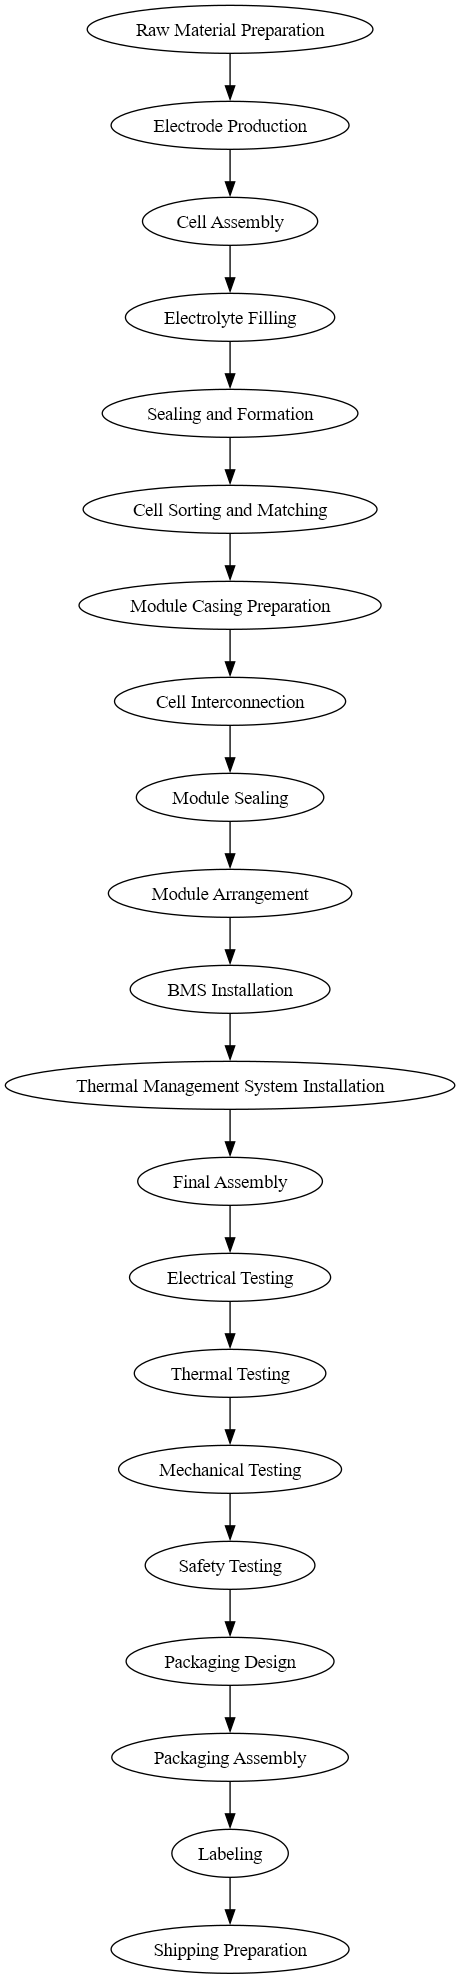 Raw Material Preparation
Electrode Production
Cell Assembly
Electrolyte Filling
Sealing and Formation
Cell Sorting and Matching
Module Casing Preparation
Cell Interconnection
Module Sealing
Module Arrangement
BMS Installation
Thermal Management System Installation
Final Assembly
Electrical Testing
Thermal Testing
Mechanical Testing
Safety Testing
Packaging Design
Packaging Assembly
Labeling
Shipping Preparation